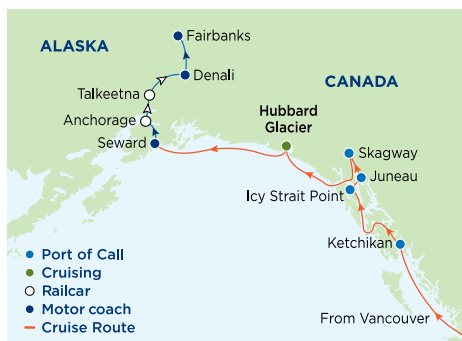 Fairbanks
ALASKA
Denali
CANADA
Talkeetna
Hubbard
Glacier
Anchorage
Seward
Skagway
Juneau
Icy Strait Point
Ketchikan
Port of Call
Cruising
Railcar
Motor coach
Cruise Route
From Vancouver